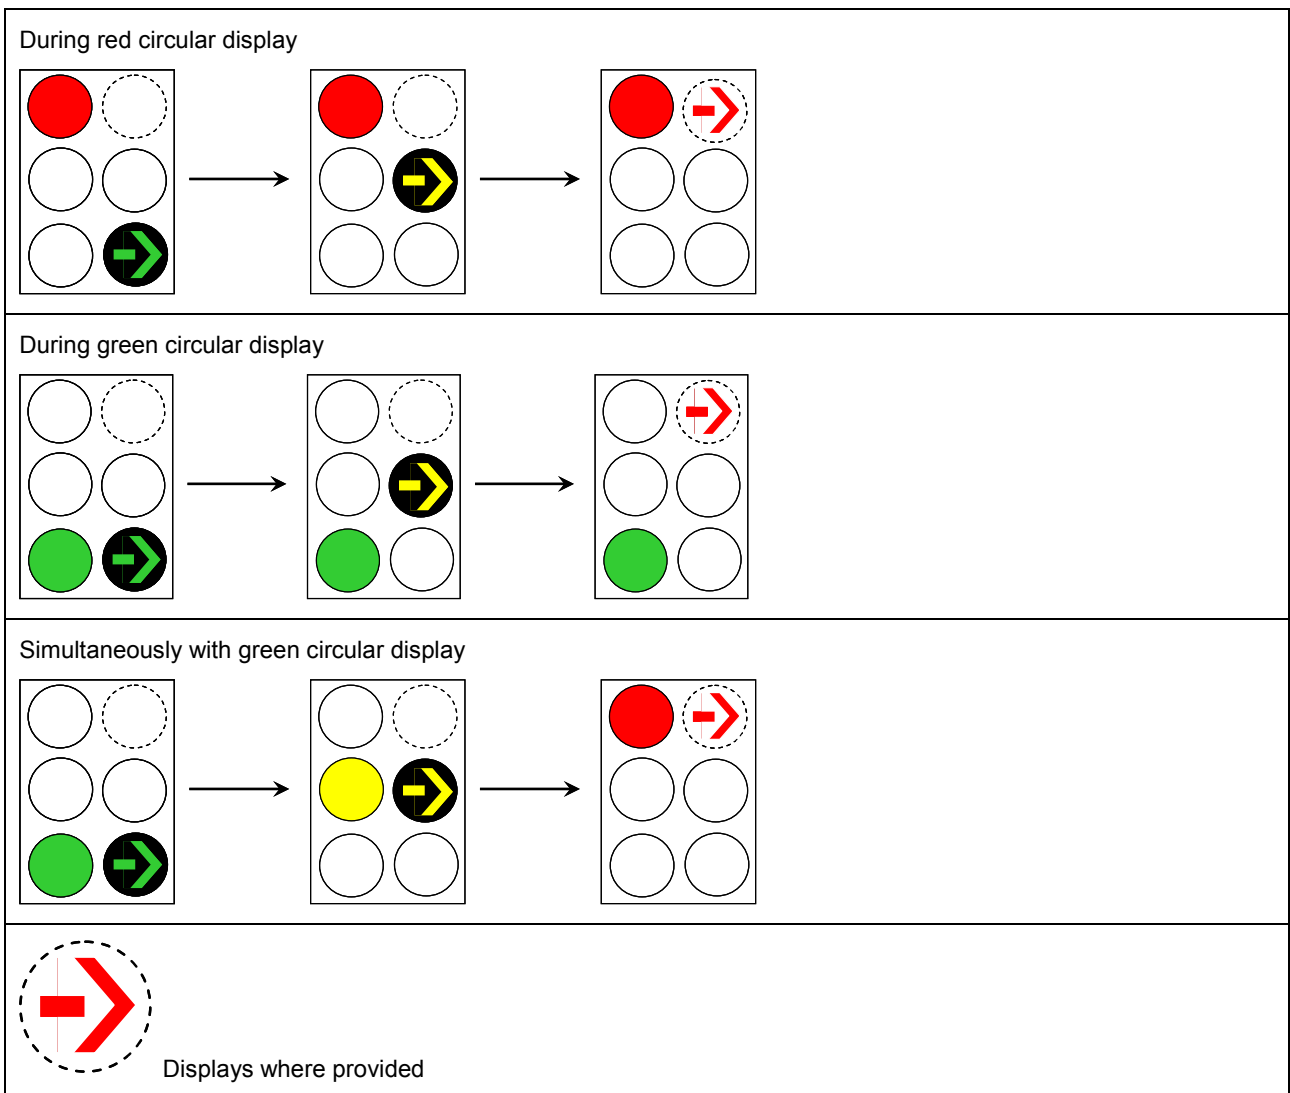 During red circular display
During green circular display
Simultaneously with green circular display
Displays where provided